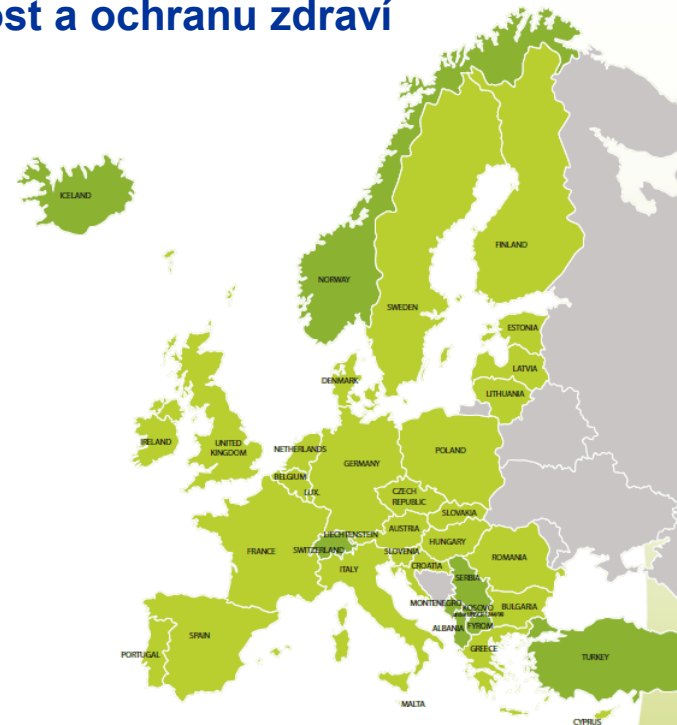 ost a ochranu zdraví
ICELAND
FINLAND
NORWAY
SWEDEN
ESTONIA
LATVIA
DENMARK
LITHUANIA
IRELAND
UNITED
KINGDOM
NETHERLANDS
POLAND
GERMANY
BELGIUM
LUX.
CZECH
REPUBLIC
SLOVAKIA
AUSTRIA
LIECHTENSTEIN
HUNGARY
FRANCE
SWITZERLAND
SLOVENIA
ROMANIA
CROATIA
ITALY
SERBIA
MONTENEGRO
KOSOVO
BULGARIA
ALBANIA
FYROM
SPAIN
GREECE
PORTUGAL
TURKEY
MALTA
CYPRUS